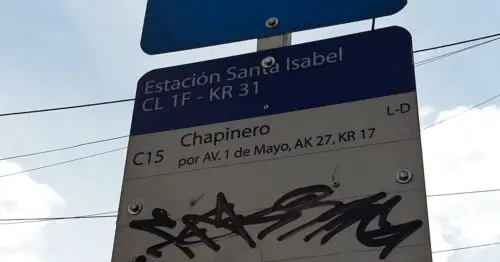 Estación Santa Isabel
CL 1F - KR 31
L-D
C15 Chapinero
por AV. 1 de Mayo, AK 27, KR 17